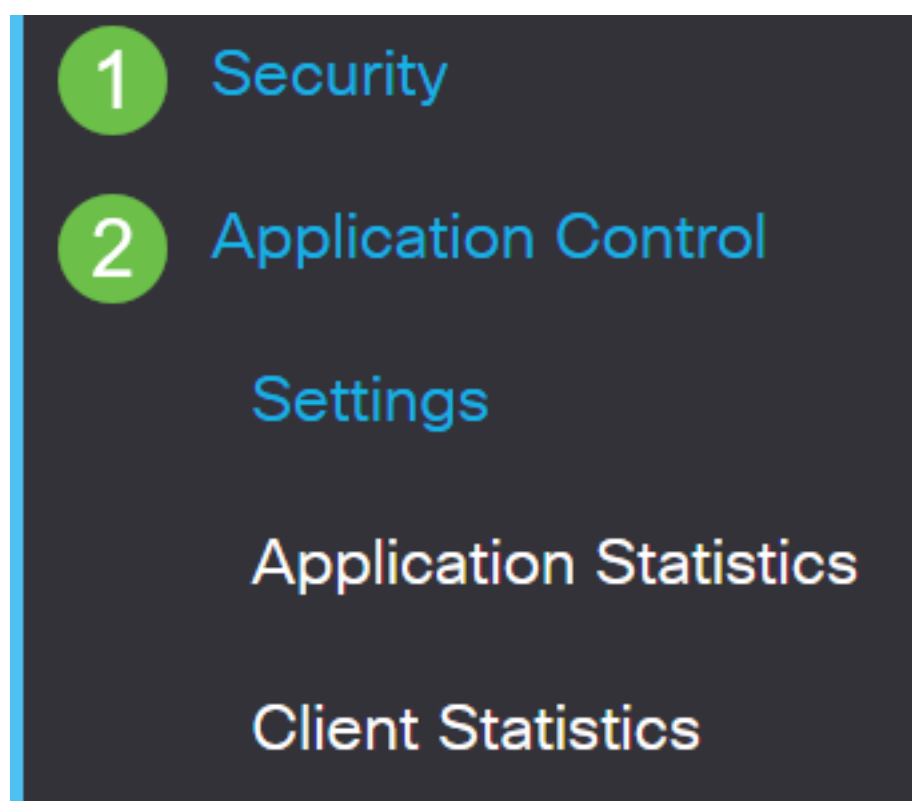 1 Security
2 Application Control
Settings
Application Statistics
Client Statistics